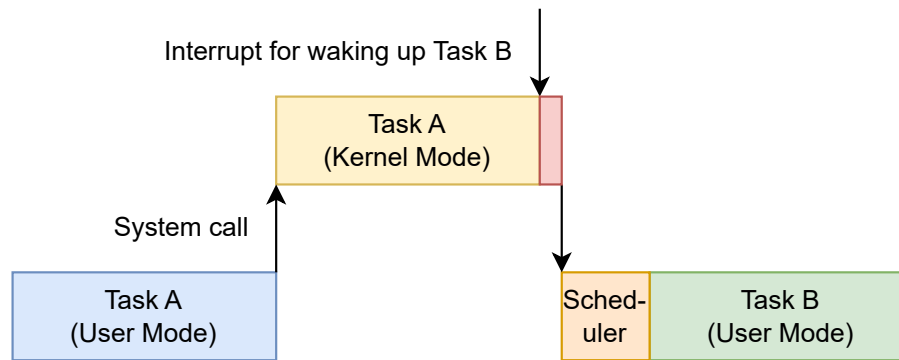 Interrupt for waking up Task B
Task A
(Kernel Mode)
System call
Task A
(User Mode)
Sched-
uler
Task B
(User Mode)